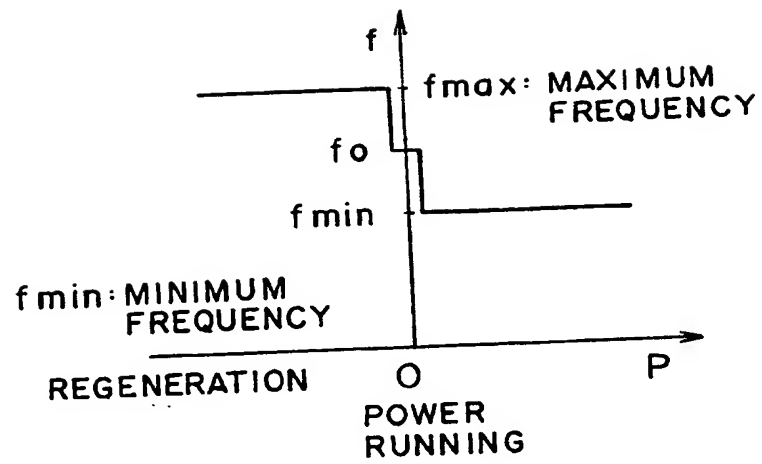 f
fmax: MAXIMUM
FREQUENCY
fo
fmin
fmin: MINIMUM
FREQUENCY
REGENERATION
O
P
POWER
RUNNING